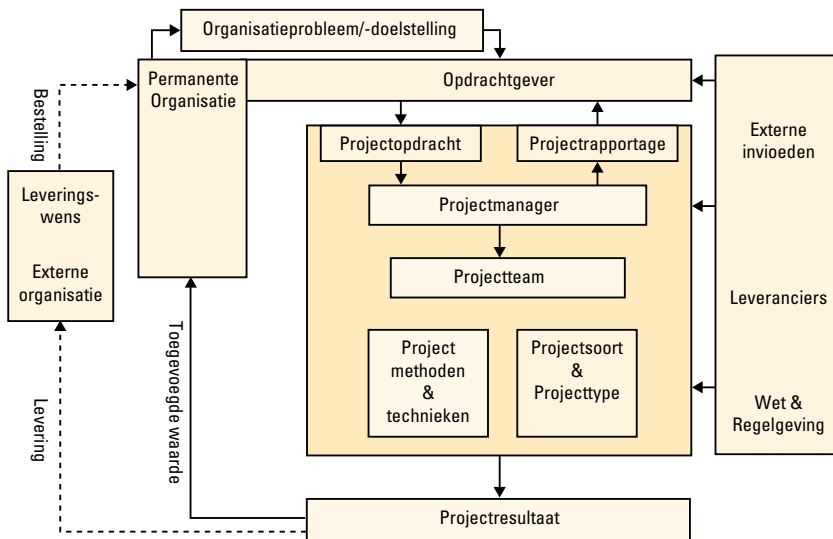 Organisatieprobleem/-doelstelling
Permanente
Organisatie
Opdrachtgever
Bestelling
Leverings-
wens
Externe
organisatie
Levering
Toegevoegde waarde
Projectopdracht
Projectrapportage
Projectmanager
Projectteam
Project
methoden
&
technieken
Projectsoort
&
Projecttype
Externe
invioeden
Leveranciers
Wet &
Regelgeving
Projectresultaat